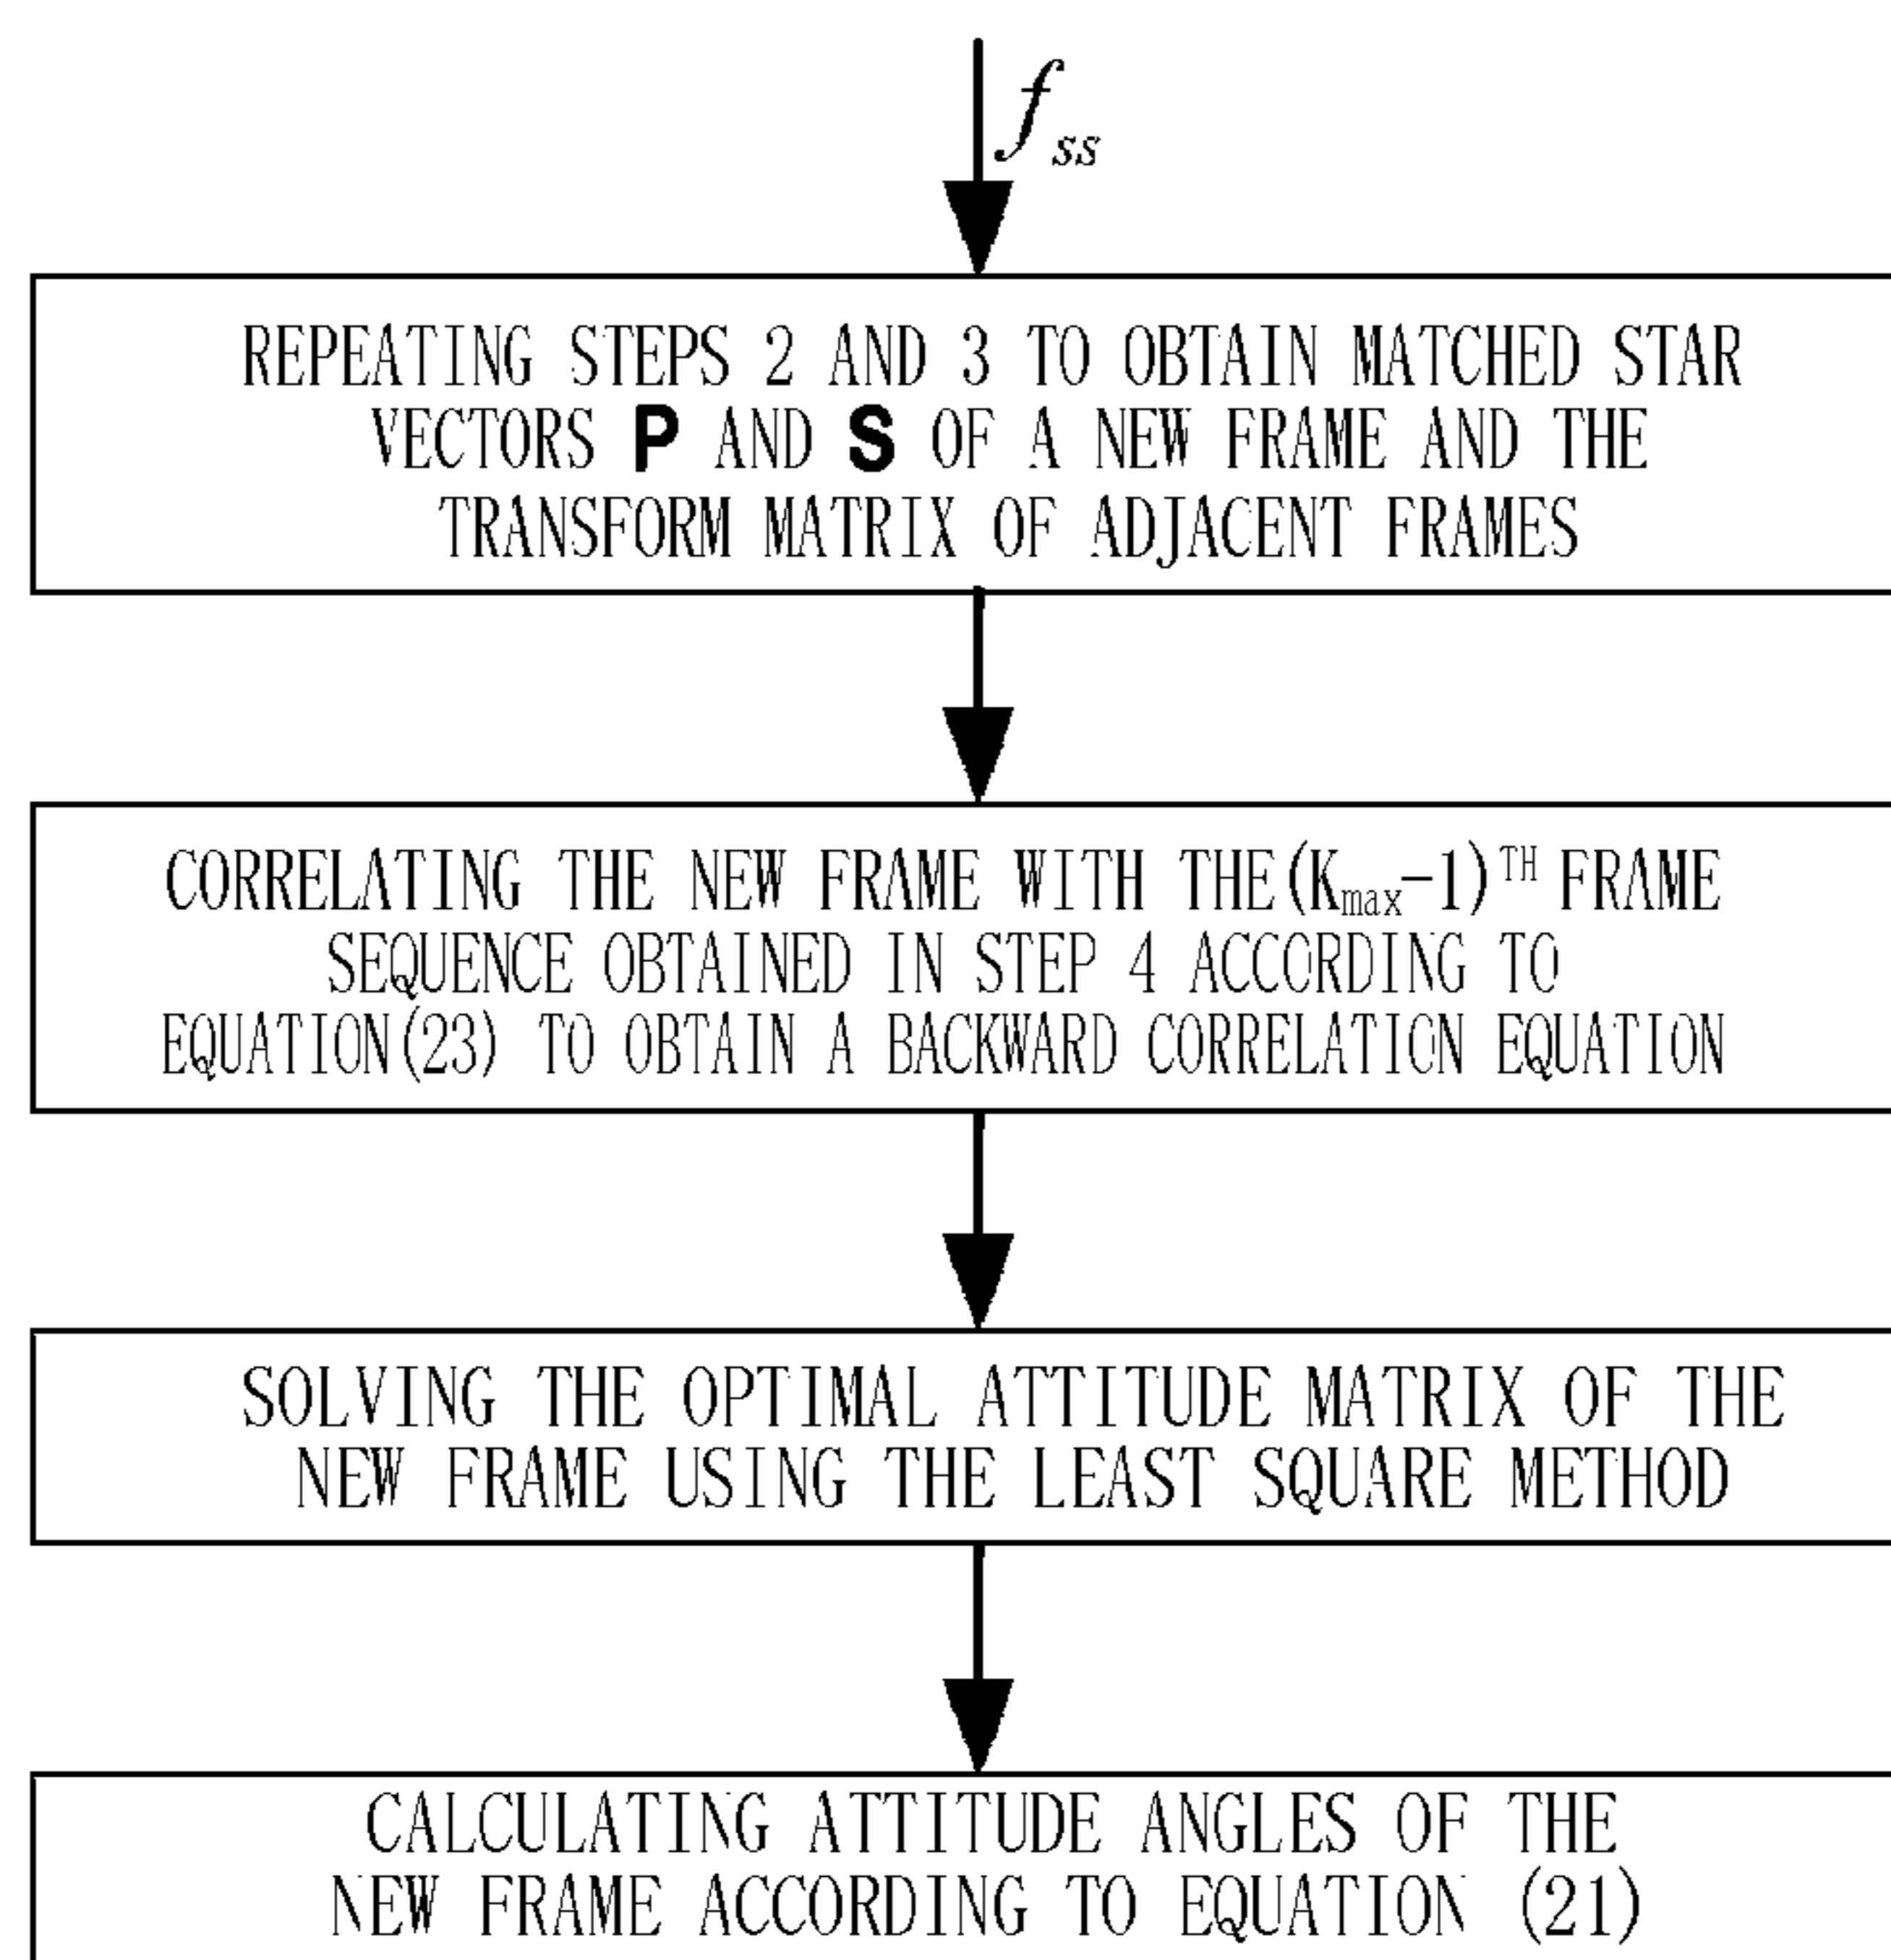 f_ss
REPEATING STEPS 2 AND 3 TO OBTAIN MATCHED STAR
VECTORS P AND S OF A NEW FRAME AND THE
TRANSFORM MATRIX OF ADJACENT FRAMES
CORRELATING THE NEW FRAME WITH THE(K_max-1)^TH FRAME
SEQUENCE OBTAINED IN STEP 4 ACCORDING TO
EQUATION(23) TO OBTAIN A BACKWARD CORRELATION EQUATION
SOLVING THE OPTIMAL ATTITUDE MATRIX OF THE
NEW FRAME USING THE LEAST SQUARE METHOD
CALCULATING ATTITUDE ANGLES OF THE
NEW FRAME ACCORDING TO EQUATION (21)